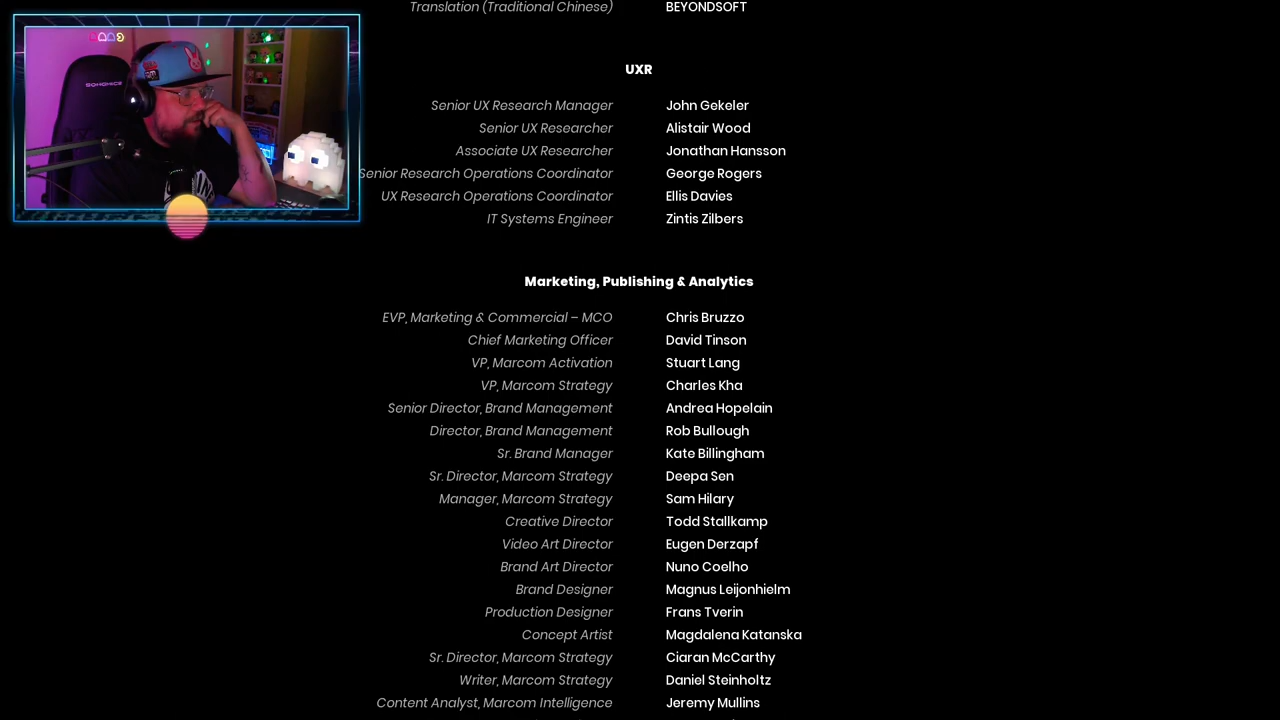 Translation (Traditional Chinese) BEYONDSOFT
UXR
Senior UX Research Manager John Gekeler
Senior UX Researcher Alistair Wood
Associate UX Researcher Jonathan Hansson
Senior Research Operations Coordinator George Rogers
UX Research Operations Coordinator Ellis Davies
IT Systems Engineer Zintis Zilbers
Marketing, Publishing & Analytics
EVP, Marketing & Commercial – MCO Chris Bruzzo
Chief Marketing Officer David Tinson
VP, Marcom Activation Stuart Lang
VP, Marcom Strategy Charles Kha
Senior Director, Brand Management Andrea Hopelain
Director, Brand Management Rob Bullough
Sr. Brand Manager Kate Billingham
Sr. Director, Marcom Strategy Deepa Sen
Manager, Marcom Strategy Sam Hilary
Creative Director Todd Stallkamp
Video Art Director Eugen Derzapf
Brand Art Director Nuno Coelho
Brand Designer Magnus Leijonhielm
Production Designer Frans Tverin
Concept Artist Magdalena Katanska
Sr. Director, Marcom Strategy Ciaran McCarthy
Writer, Marcom Strategy Daniel Steinholtz
Content Analyst, Marcom Intelligence Jeremy Mullins